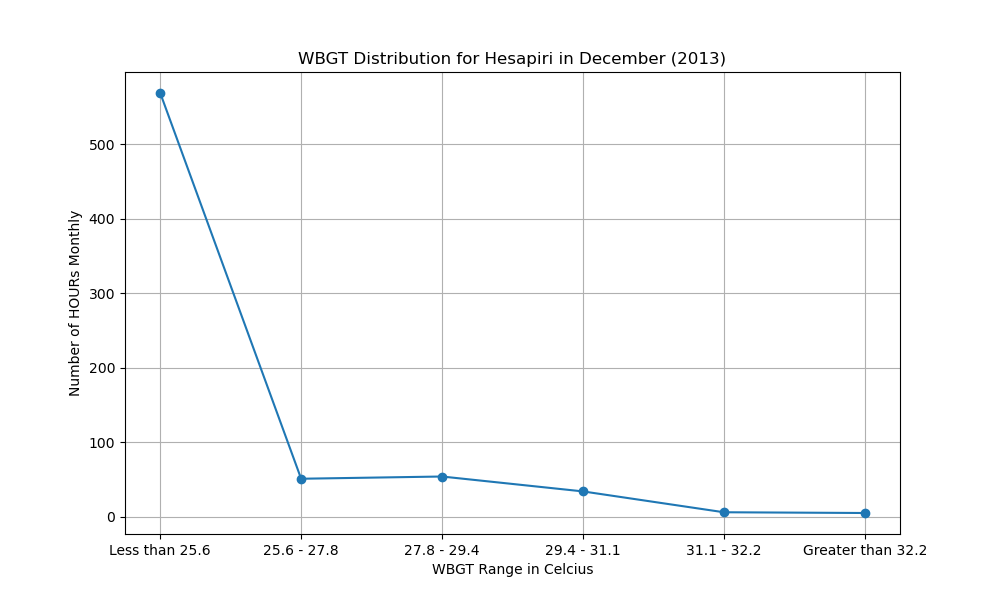 WBGT Distribution for Hesapiri in December (2013)
Number of HOURs Monthly
500
400
300
200
100
0
Less than 25.6
25.6 - 27.8
27.8 - 29.4
29.4 - 31.1
31.1 - 32.2
Greater than 32.2
WBGT Range in Celcius